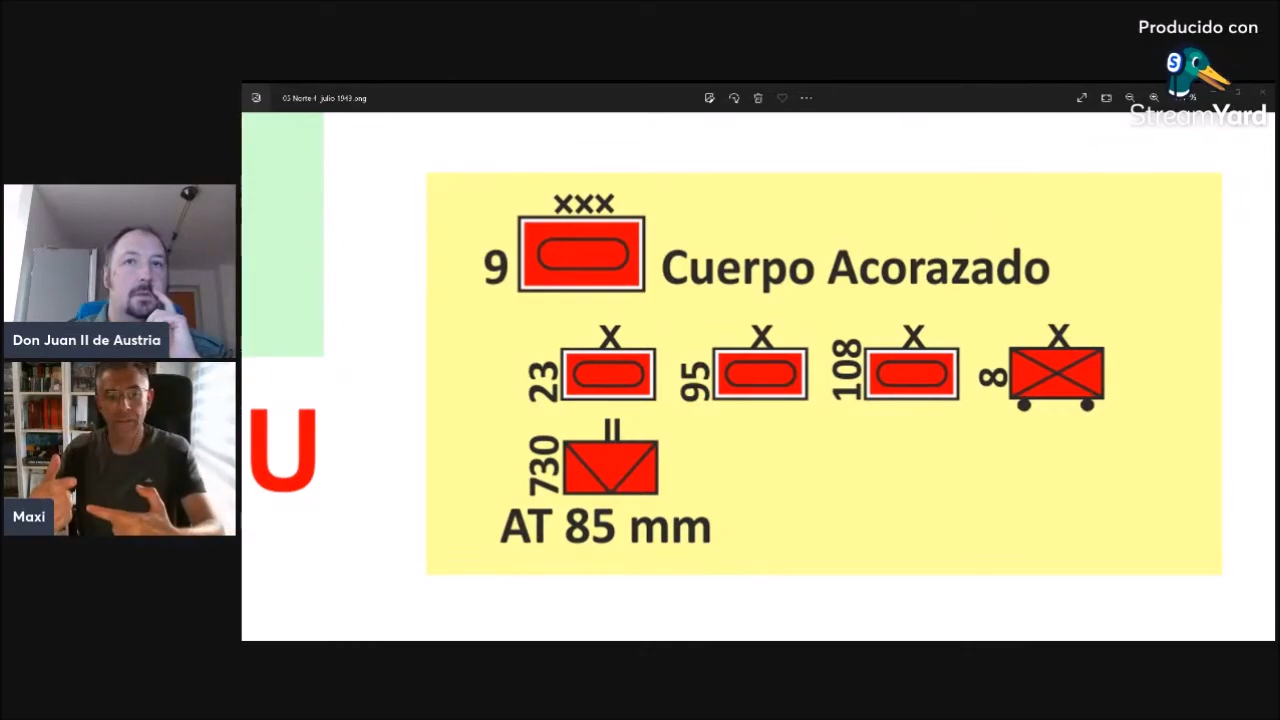 Producido con
StreamYard
05 Norte 4 julio 1943.png
XXX
9 Cuerpo Acorazado
X X X X
23 95 108 8
II
730
AT 85 mm
U
Don Juan II de Austria
Maxi